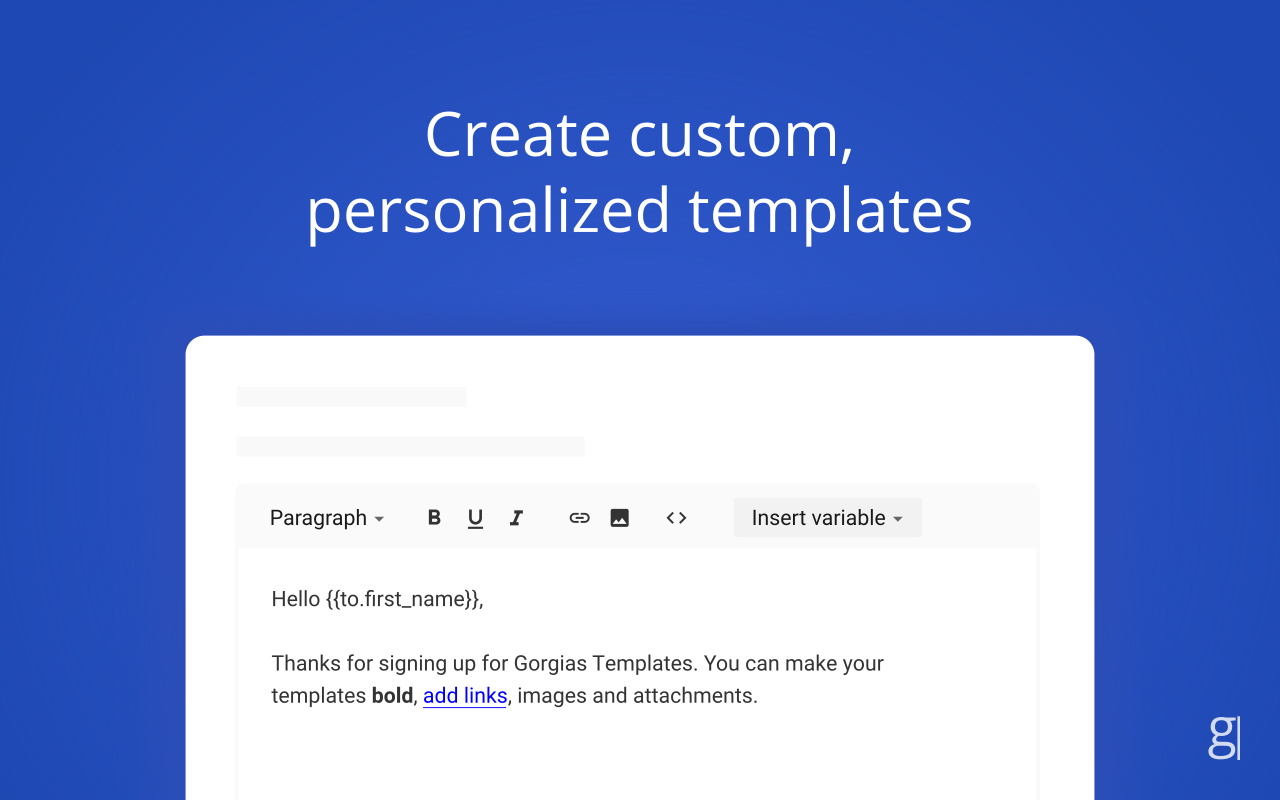 Create custom,
personalized templates
Paragraph B U I Insert variable
Hello {{to.first_name}},
Thanks for signing up for Gorgias Templates. You can make your
templates bold, add links, images and attachments.
g|